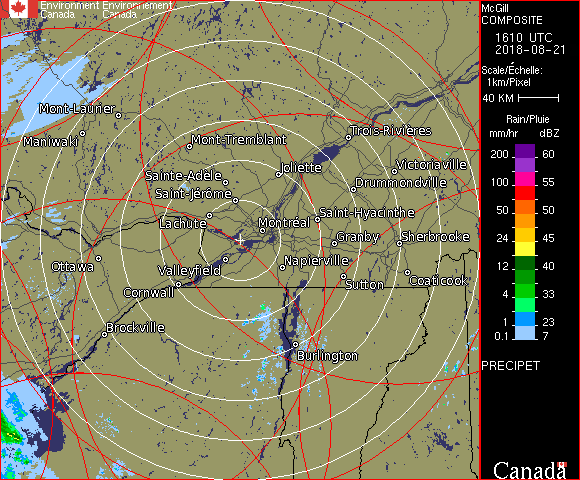 Environment Environnement
Canada Canada
McGill
COMPOSITE
1610 UTC
2018-08-21
Scale/Échelle:
1km/Pixel
40 KM
Rain/Pluie
mm/hr dBZ
200 60
100 55
50 50
24 45
12 40
4 33
1 23
0.1 7
PRECIPET
Canada
Mont-Laurier
Maniwaki
Mont-Tremblant
Trois-Rivières
Sainte-Adèle
Joliette
Victoriaville
Saint-Jérôme
Drummondville
Lachute
Montréal
Saint-Hyacinthe
Granby
Sherbrooke
Ottawa
Valleyfield
Napierville
Cornwall
Sutton
Coaticook
Brockville
Burlington